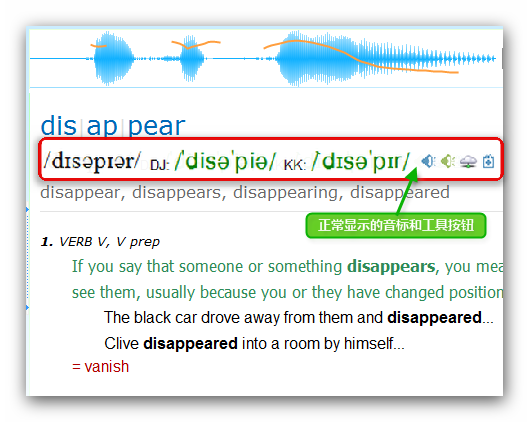 dis|ap|pear
/dɪsəpɪər/ DJ: /ˈdisəˈpiə/ KK: /ˈdɪsəˈpɪr/
disappear, disappears, disappearing, disappeared
正常显示的音标和工具按钮
1. VERB V, V prep
If you say that someone or something disappears, you mea
see them, usually because you or they have changed position
The black car drove away from them and disappeared...
Clive disappeared into a room by himself...
= vanish